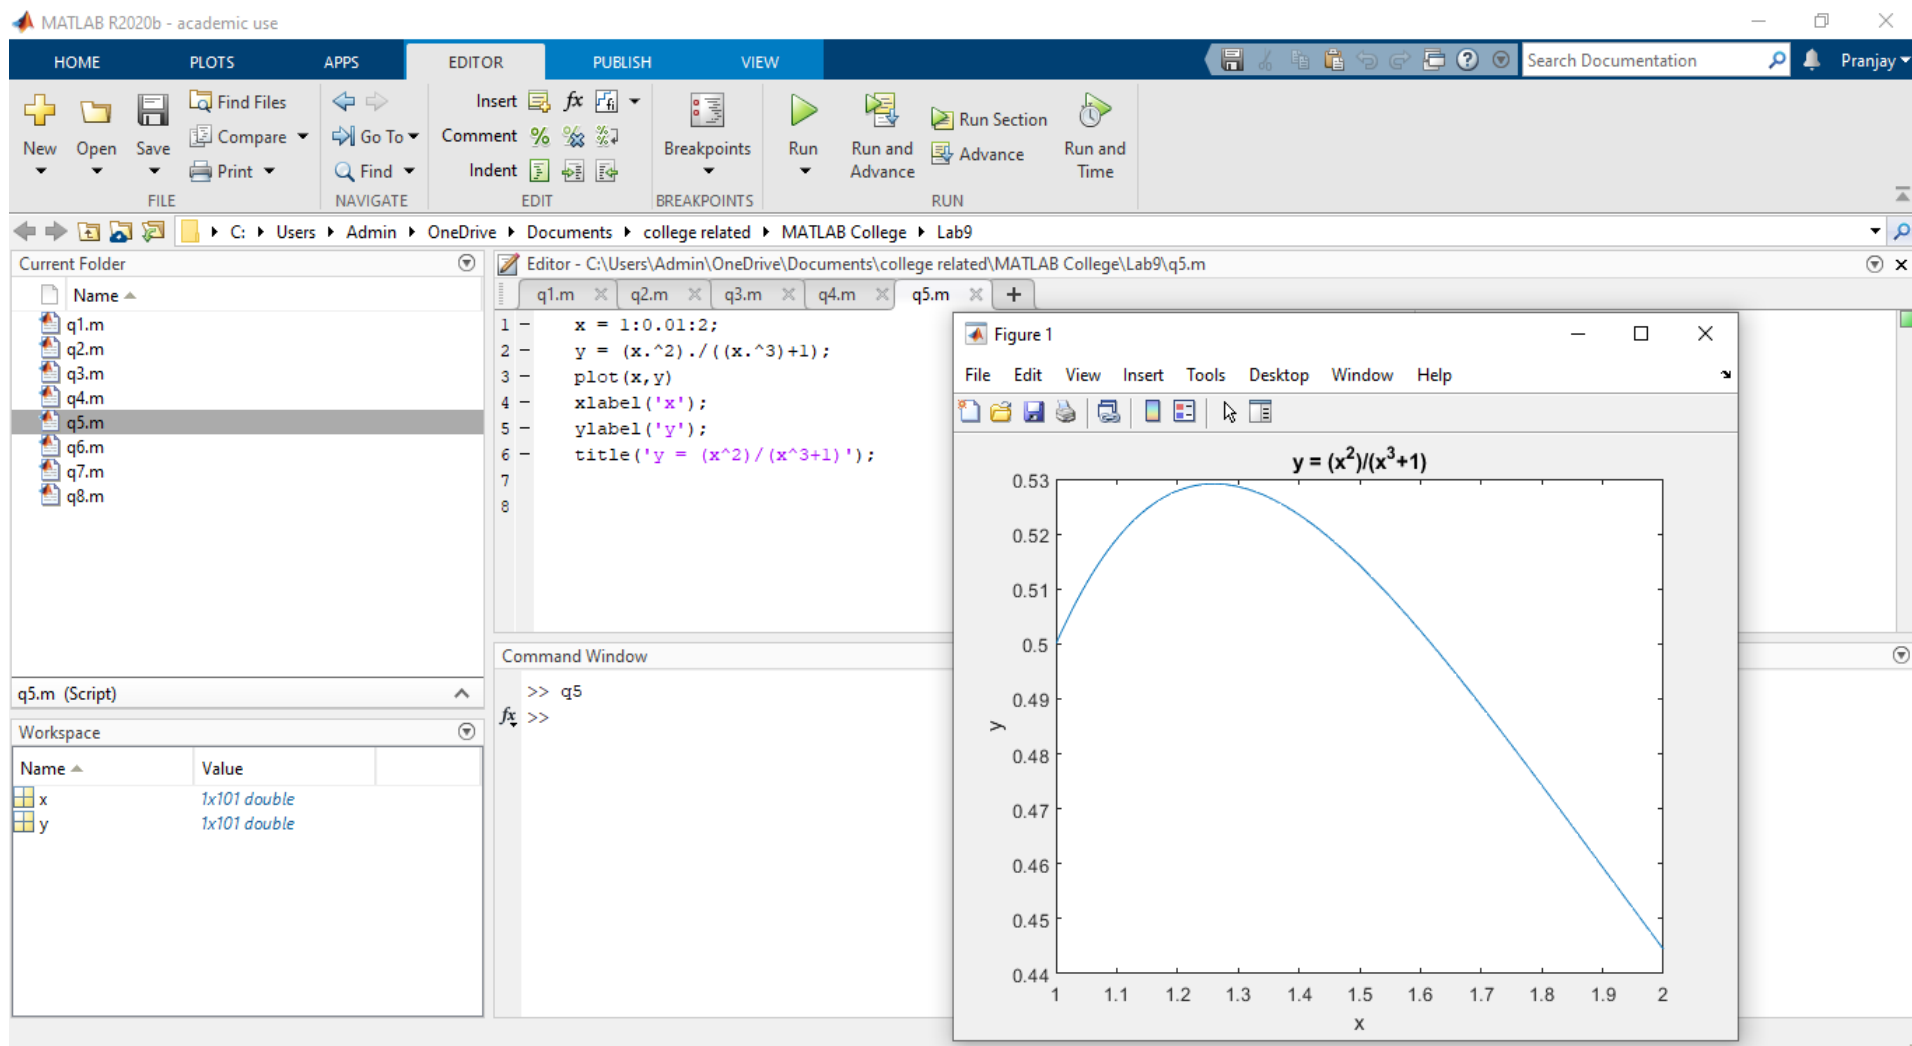 MATLAB R2020b - academic use
HOME PLOTS APPS EDITOR PUBLISH VIEW Search Documentation Pranjay
New Open Save Find Files Compare Print FILE
Go To Find NAVIGATE
Insert fx fi Comment Indent EDIT
Breakpoints BREAKPOINTS
Run Run and Advance Run Section Advance Run and Time RUN
C: Users Admin OneDrive Documents college related MATLAB College Lab9
Current Folder
Name
q1.m
q2.m
q3.m
q4.m
q5.m
q6.m
q7.m
q8.m
q5.m (Script)
Workspace
Name Value
x 1x101 double
y 1x101 double
Editor - C:\Users\Admin\OneDrive\Documents\college related\MATLAB College\Lab9\q5.m
q1.m q2.m q3.m q4.m q5.m +
1 – x = 1:0.01:2;
2 – y = (x.^2)./((x.^3)+1);
3 – plot(x,y)
4 – xlabel('x');
5 – ylabel('y');
6 – title('y = (x^2)/(x^3+1)');
7
8
Command Window
>> q5
fx >>
Figure 1
File Edit View Insert Tools Desktop Window Help
y = (x²)/(x³+1)
0.53
0.52
0.51
0.5
0.49
0.48
0.47
0.46
0.45
0.44
y
1 1.1 1.2 1.3 1.4 1.5 1.6 1.7 1.8 1.9 2
x